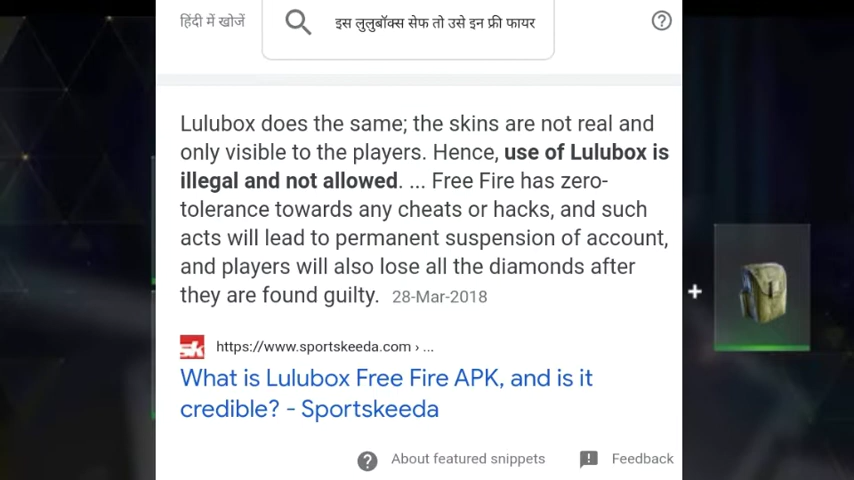 हिंदी में खोजें
इस लुलुबॉक्स सेफ तो उसे इन फ्री फायर
Lulubox does the same; the skins are not real and
only visible to the players. Hence, use of Lulubox is
illegal and not allowed. ... Free Fire has zero-
tolerance towards any cheats or hacks, and such
acts will lead to permanent suspension of account,
and players will also lose all the diamonds after
they are found guilty. 28-Mar-2018
sk https://www.sportskeeda.com › ...
What is Lulubox Free Fire APK, and is it
credible? - Sportskeeda
About featured snippets Feedback